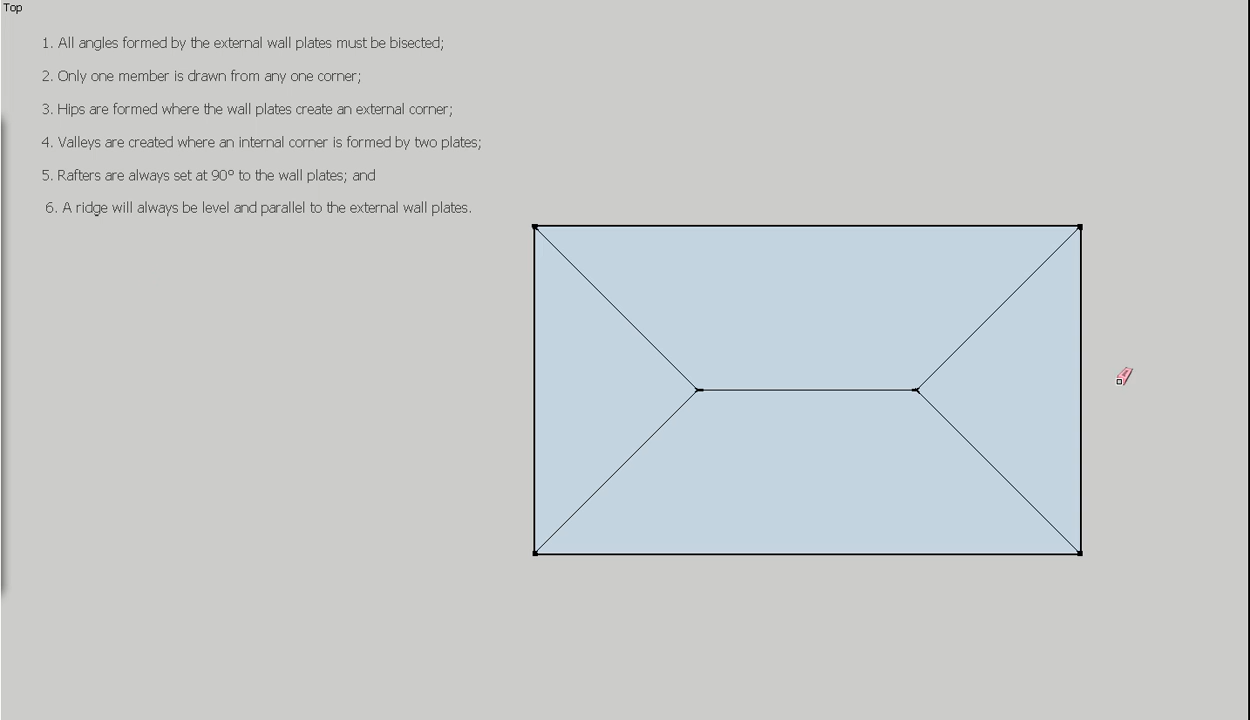 Top
1. All angles formed by the external wall plates must be bisected;
2. Only one member is drawn from any one corner;
3. Hips are formed where the wall plates create an external corner;
4. Valleys are created where an internal corner is formed by two plates;
5. Rafters are always set at 90° to the wall plates; and
6. A ridge will always be level and parallel to the external wall plates.